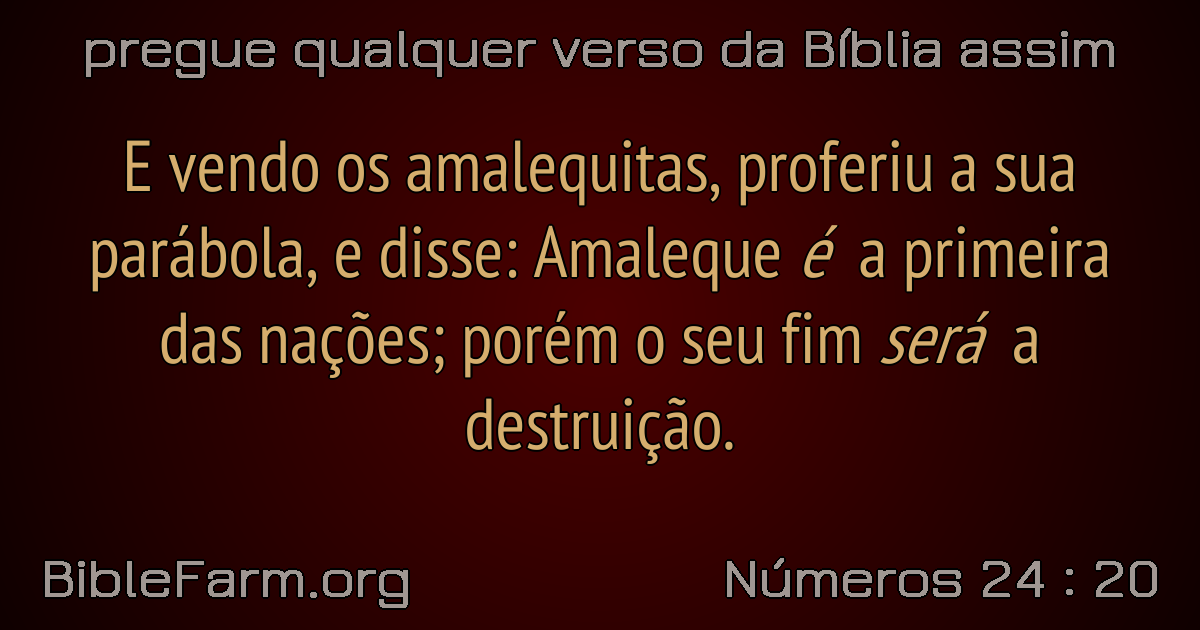 pregue qualquer verso da Bíblia assim
E vendo os amalequitas, proferiu a sua
parábola, e disse: Amaleque é a primeira
das nações; porém o seu fim será a
destruição.
BibleFarm.org
Números 24 : 20